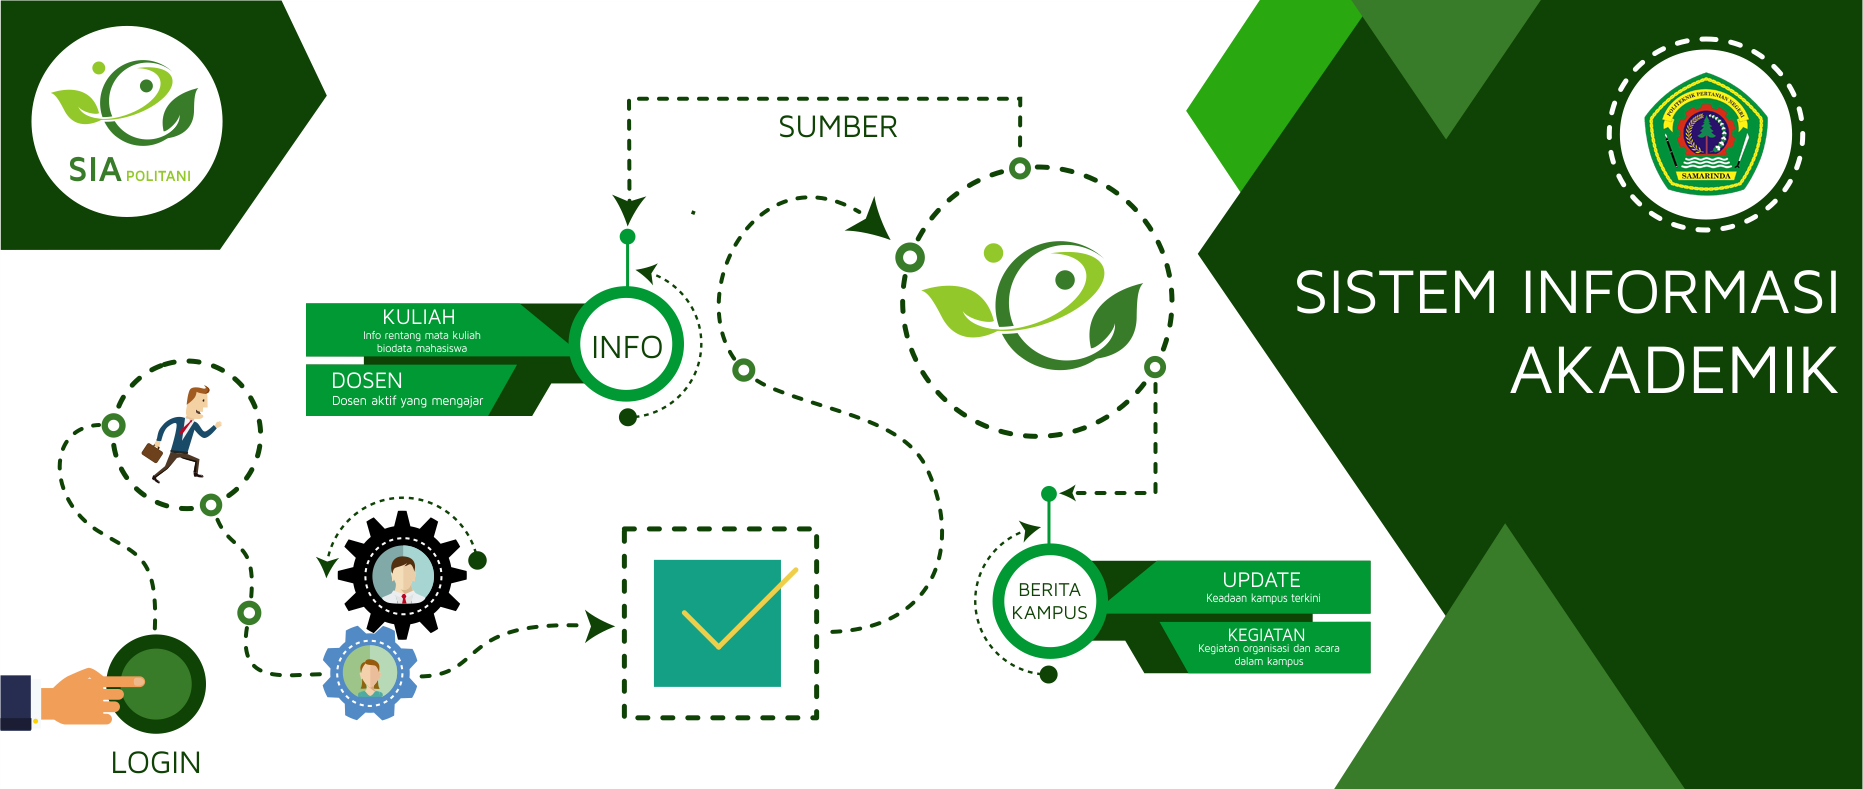 SIA POLITANI
SUMBER
INFO
KULIAH
Info rentang mata kuliah
biodata mahasiswa
DOSEN
Dosen aktif yang mengajar
LOGIN
BERITA
KAMPUS
UPDATE
Keadaan kampus terkini
KEGIATAN
Kegiatan organisasi dan acara
dalam kampus
POLITEKNIK PERTANIAN NEGERI
SAMARINDA
SISTEM INFORMASI
AKADEMIK